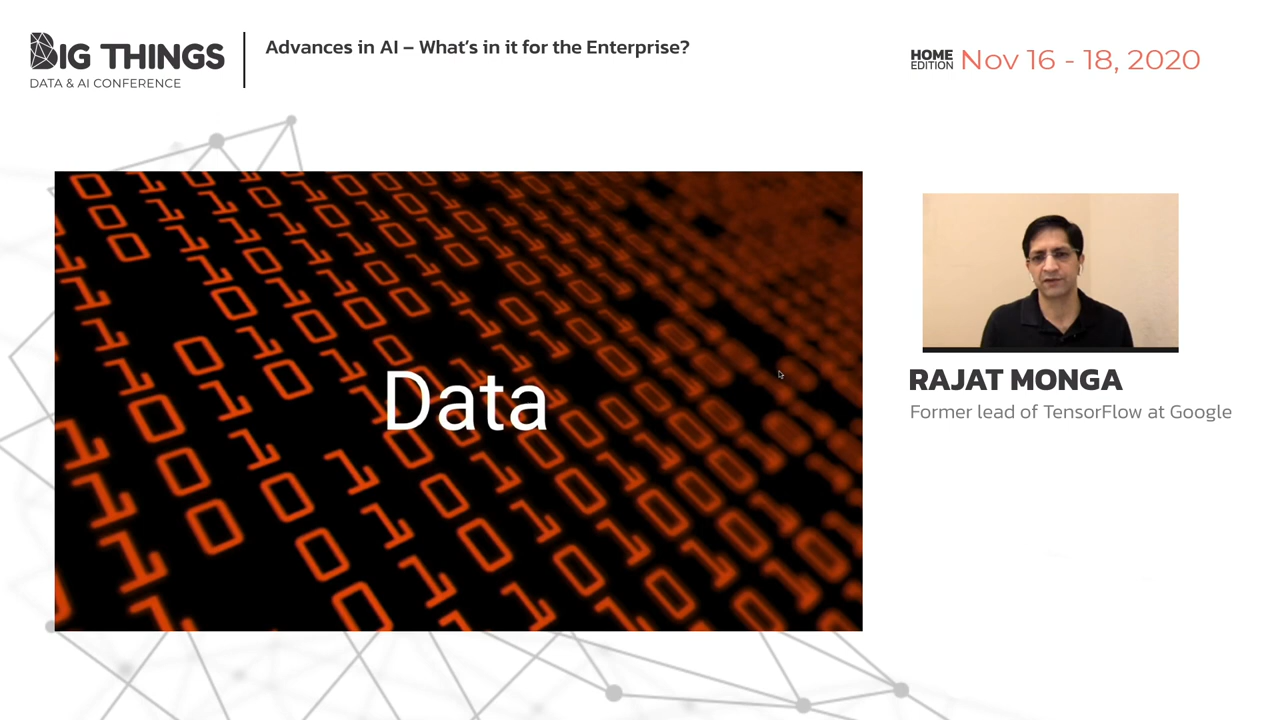 BIG THINGS
DATA & AI CONFERENCE
Advances in AI – What's in it for the Enterprise?
HOME
EDITION
Nov 16 - 18, 2020
Data
RAJAT MONGA
Former lead of TensorFlow at Google